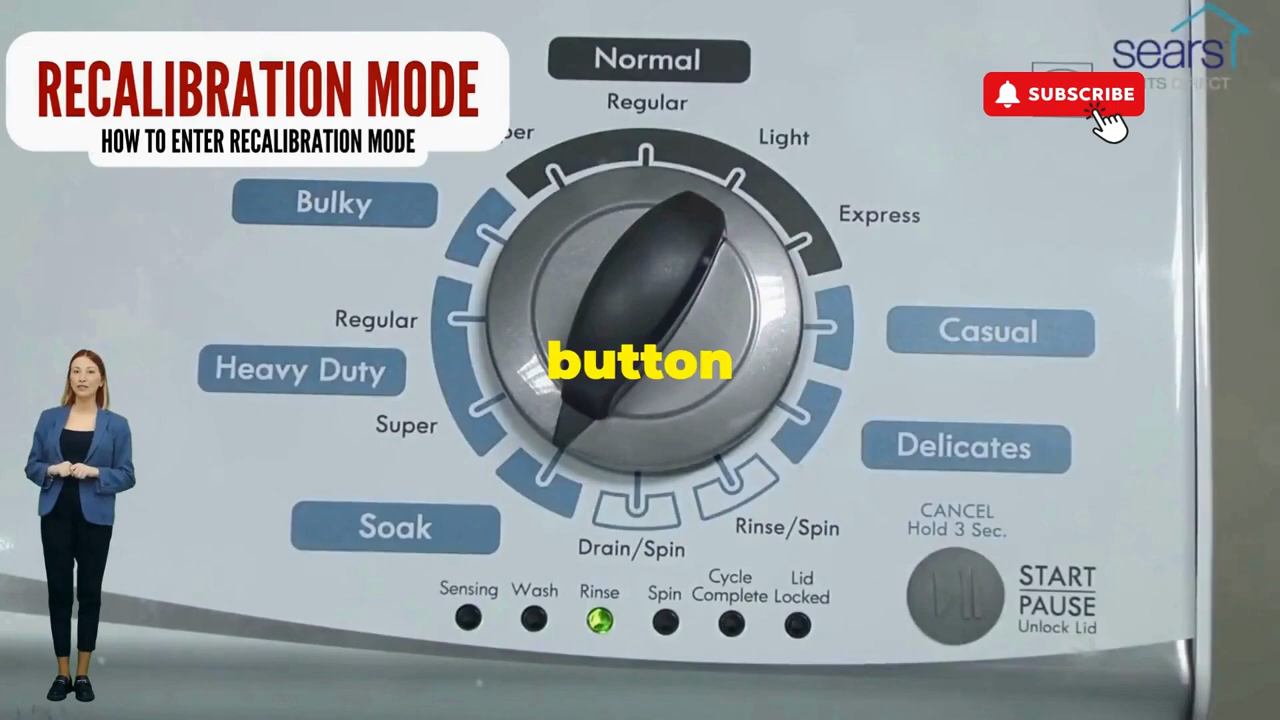 RECALIBRATION MODE
HOW TO ENTER RECALIBRATION MODE
sears
DIRECT
SUBSCRIBE
Normal
Regular
Light
Express
Bulky
Regular
Heavy Duty
Super
Casual
Delicates
button
Soak
Drain/Spin
Rinse/Spin
CANCEL
Hold 3 Sec.
Sensing
Wash
Rinse
Spin
Cycle
Complete
Lid
Locked
START
PAUSE
Unlock Lid